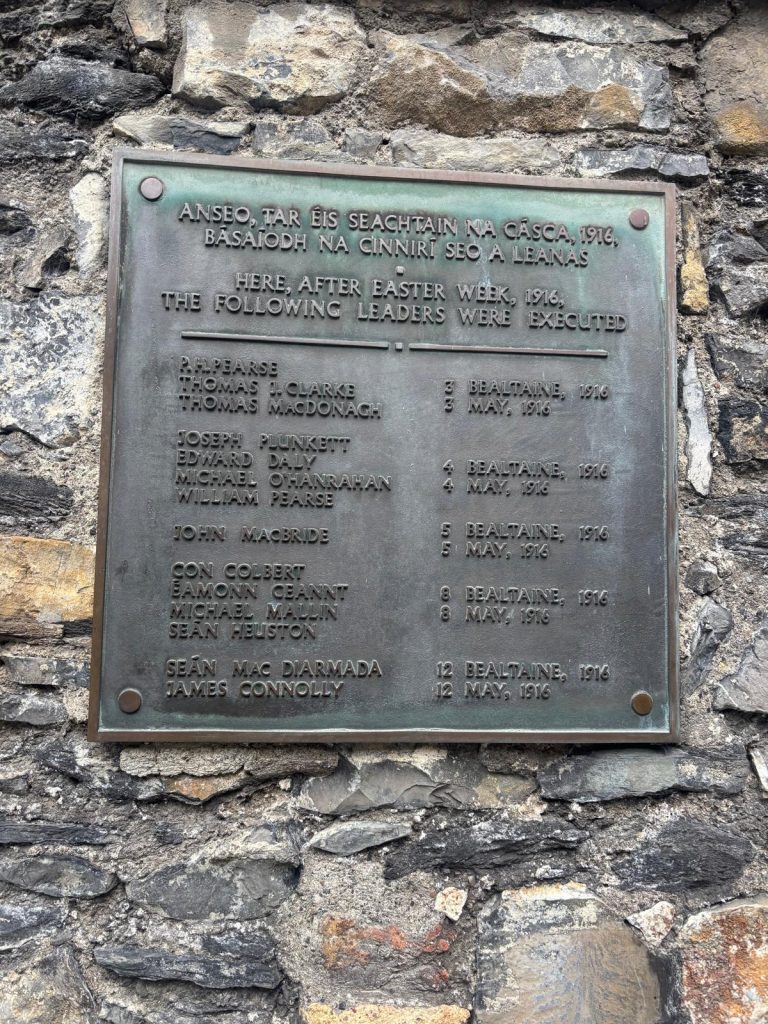 ANSEO, TAR ÉIS SEACHTAIN NA CÁSCA, 1916,
BÁSAÍODH NA CINNIRÍ SEO A LEANAS
HERE, AFTER EASTER WEEK, 1916,
THE FOLLOWING LEADERS WERE EXECUTED
P.H.PEARSE
THOMAS J. CLARKE 3 BEALTAINE, 1916
THOMAS MACDONAGH 3 MAY, 1916
JOSEPH PLUNKETT
EDWARD DALY 4 BEALTAINE, 1916
MICHAEL O'HANRAHAN 4 MAY, 1916
WILLIAM PEARSE
JOHN MACBRIDE 5 BEALTAINE, 1916
5 MAY, 1916
CON COLBERT
ÉAMONN CEANNT 8 BEALTAINE, 1916
MICHAEL MALLIN 8 MAY, 1916
SEÁN HEUSTON
SEÁN MAC DIARMADA 12 BEALTAINE, 1916
JAMES CONNOLLY 12 MAY, 1916